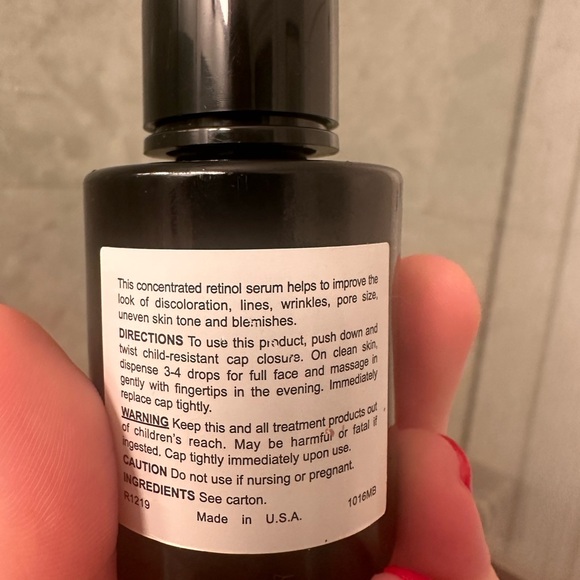 This concentrated retinol serum helps to improve the
look of discoloration, lines, wrinkles, pore size,
uneven skin tone and blemishes.
DIRECTIONS To use this product, push down and
twist child-resistant cap closure. On clean skin,
dispense 3-4 drops for full face and massage in
gently with fingertips in the evening. Immediately
replace cap tightly.
WARNING Keep this and all treatment products out
of children's reach. May be harmful or fatal if
ingested. Cap tightly immediately upon use.
CAUTION Do not use if nursing or pregnant.
INGREDIENTS See carton.
R1219 1016MB
Made in U.S.A.